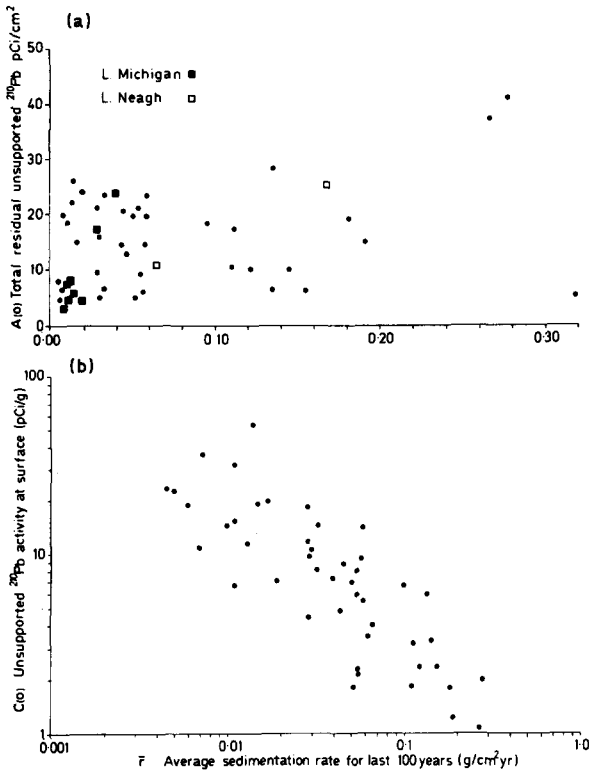 (a)
A(o) Total residual unsupported ²¹⁰Pb pCi/cm²
50
40
30
20
10
0
L. Michigan ■
L. Neagh □
0·00
0·10
0·20
0·30
(b)
C(o) Unsupported ²¹⁰Pb activity at surface (pCi/g)
100
10
1
0·001
0·01
0·1
1·0
r̄ Average sedimentation rate for last 100 years (g/cm²yr)